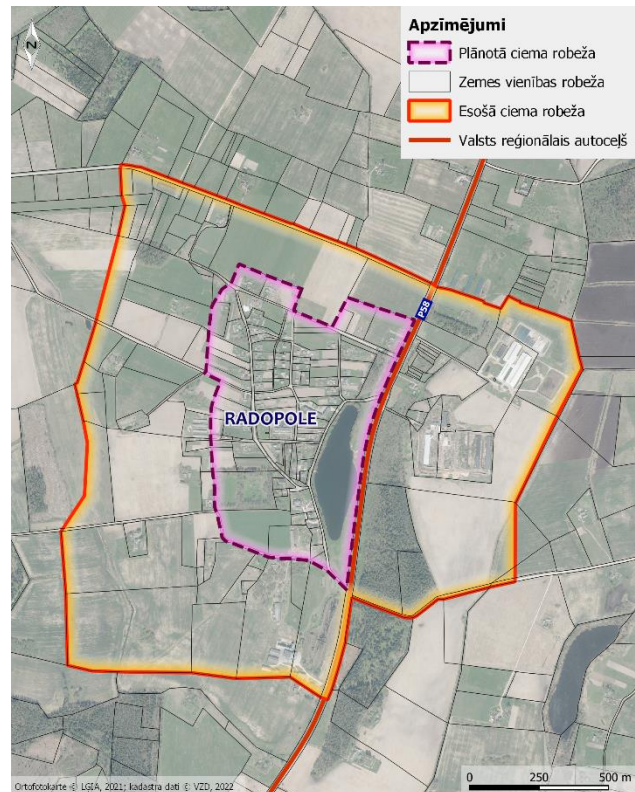 Apzīmējumi
Plānotā ciema robeža
Zemes vienības robeža
Esošā ciema robeža
Valsts reģionālais autoceļš
Z
P58
RADOPOLE
Ortofotokarte © LĢIA, 2021; kadastra dati © VZD, 2022
0 250 500 m